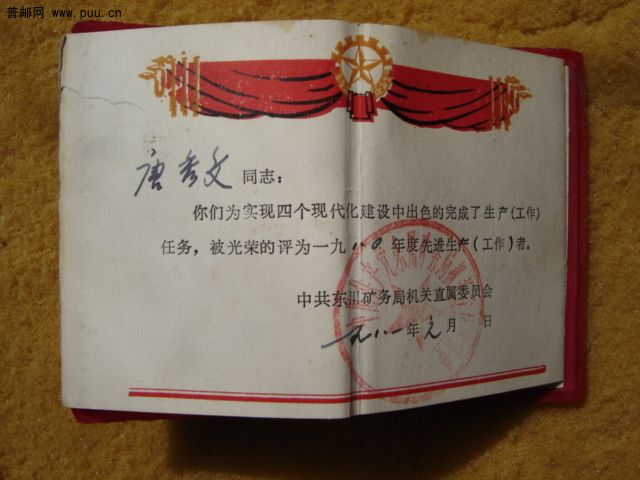 普邮网 www.puu.cn
唐秀文 同志：
你们为实现四个现代化建设中出色的完成了生产（工作）
任务，被光荣的评为一九八0年度先进生产（工作）者。
中共东川矿务局机关直属委员会
一九八一年元月 日